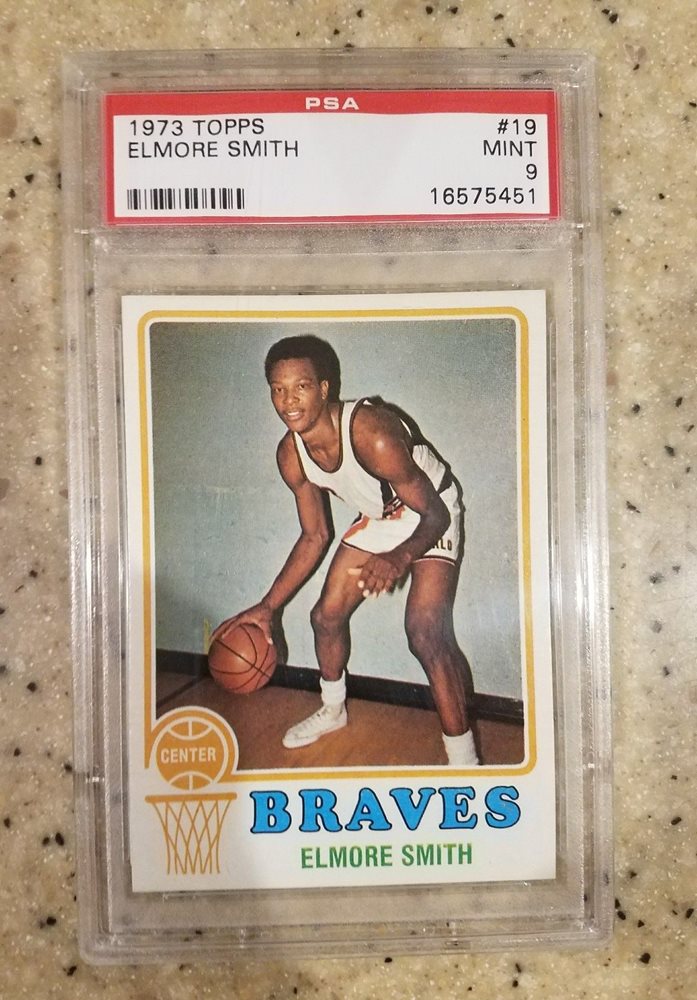 PSA
1973 TOPPS #19
ELMORE SMITH MINT
9
16575451
CENTER
BRAVES
ELMORE SMITH